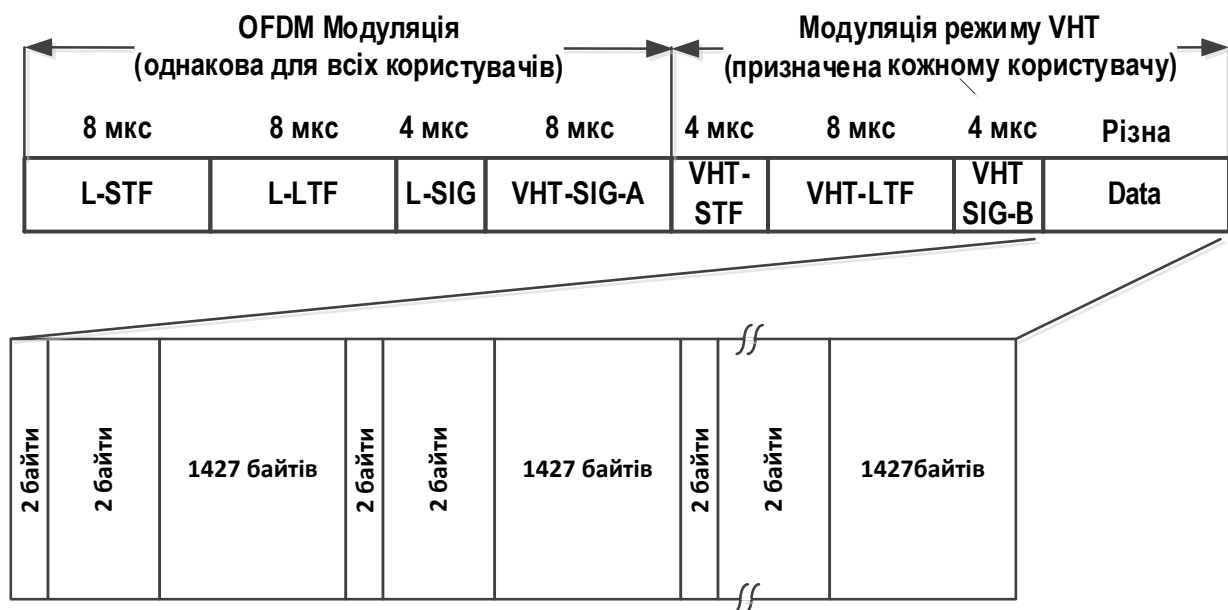 OFDM Модуляція
(однакова для всіх користувачів)
Модуляція режиму VHT
(призначена кожному користувачу)
8 мкс
8 мкс
4 мкс
8 мкс
4 мкс
8 мкс
4 мкс
Різна
L-STF
L-LTF
L-SIG
VHT-SIG-A
VHT-
STF
VHT-LTF
VHT
SIG-B
Data
2 байти
2 байти
1427 байтів
2 байти
2 байти
1427 байтів
2 байти
2 байти
1427байтів